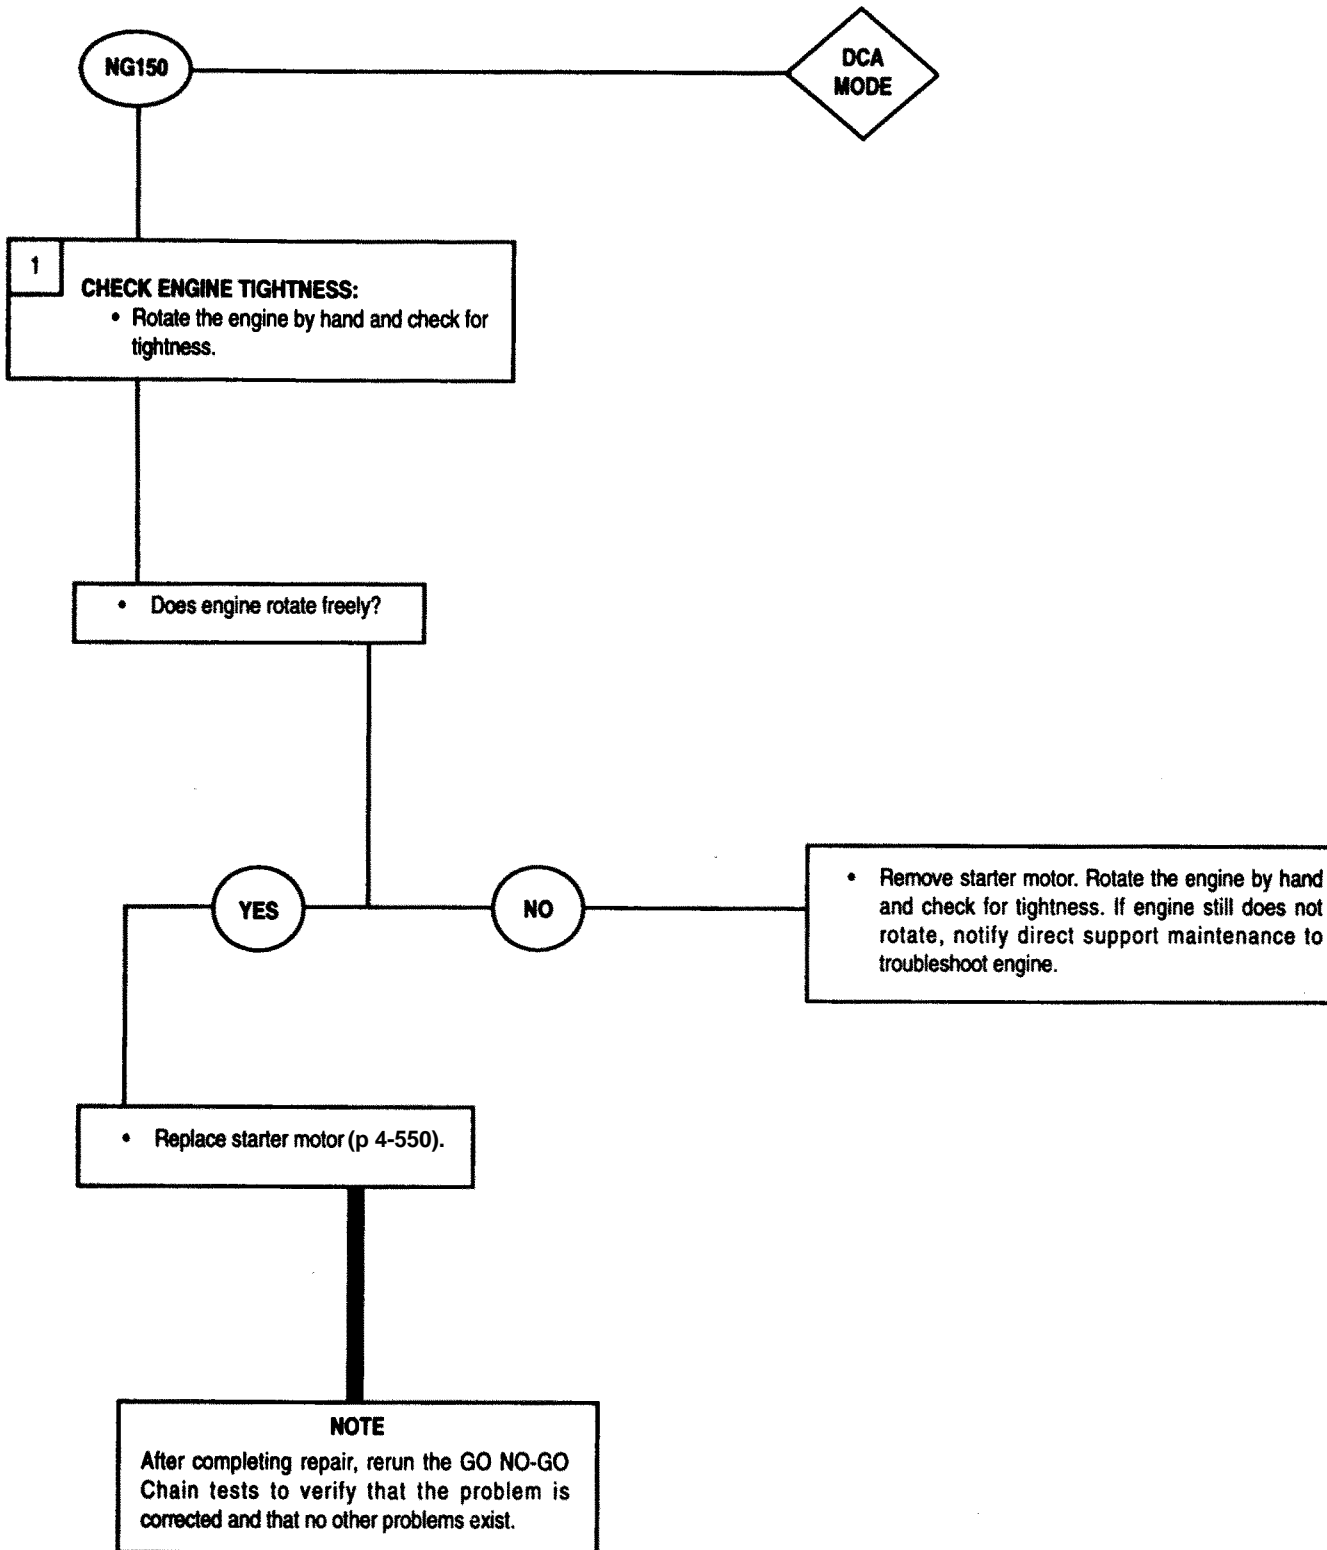 NG150
DCA
MODE
1
CHECK ENGINE TIGHTNESS:
• Rotate the engine by hand and check for
tightness.
• Does engine rotate freely?
YES
NO
• Remove starter motor. Rotate the engine by hand
and check for tightness. If engine still does not
rotate, notify direct support maintenance to
troubleshoot engine.
• Replace starter motor (p 4-550).
NOTE
After completing repair, rerun the GO NO-GO
Chain tests to verify that the problem is
corrected and that no other problems exist.